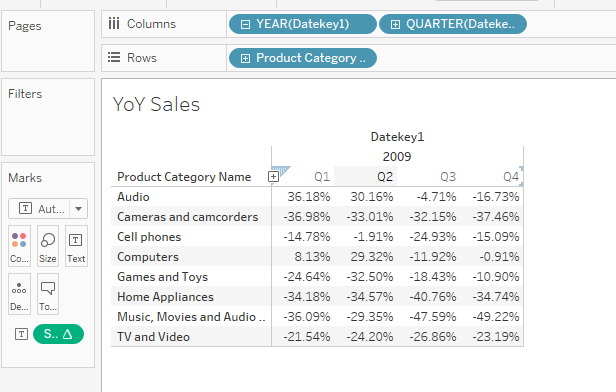 Pages
Columns
YEAR(Datekey1)
QUARTER(Dateke..
Rows
Product Category ..
Filters
YoY Sales
Datekey1
2009
Marks
Product Category Name Q1 Q2 Q3 Q4
Audio 36.18% 30.16% -4.71% -16.73%
T Aut...
Cameras and camcorders -36.98% -33.01% -32.15% -37.46%
Cell phones -14.78% -1.91% -24.93% -15.09%
Co... Size T Text
Computers 8.13% 29.32% -11.92% -0.91%
Games and Toys -24.64% -32.50% -18.43% -10.90%
Home Appliances -34.18% -34.57% -40.76% -34.74%
De... To...
Music, Movies and Audio .. -36.09% -29.35% -47.59% -49.22%
T S.. Δ
TV and Video -21.54% -24.20% -26.86% -23.19%